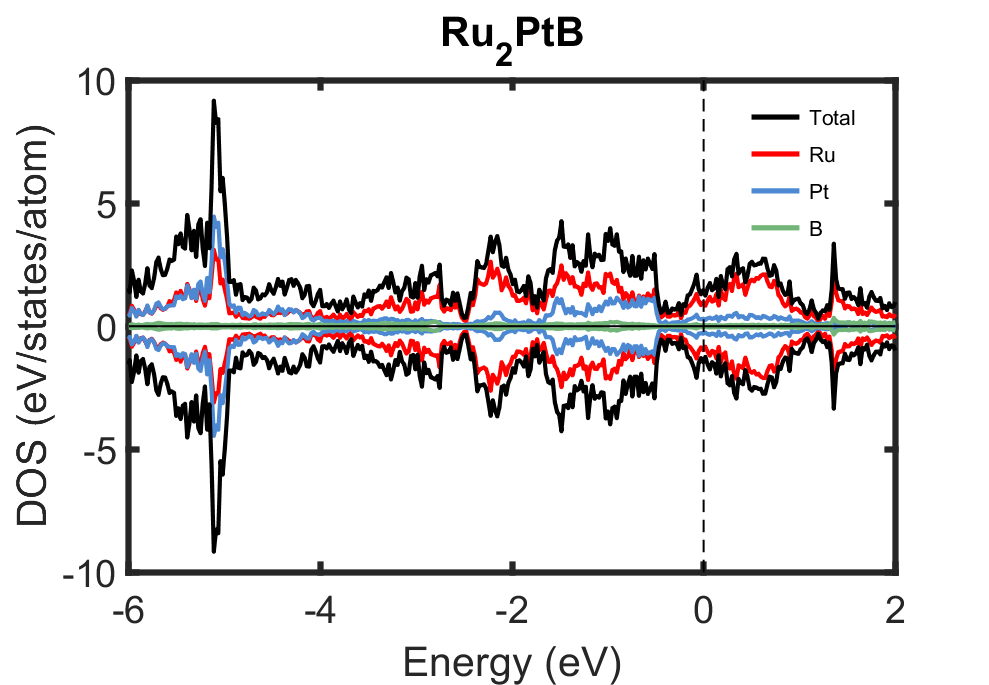 Ru₂PtB
10
5
0
-5
-10
DOS (eV/states/atom)
Total
Ru
Pt
B
-6 -4 -2 0 2
Energy (eV)